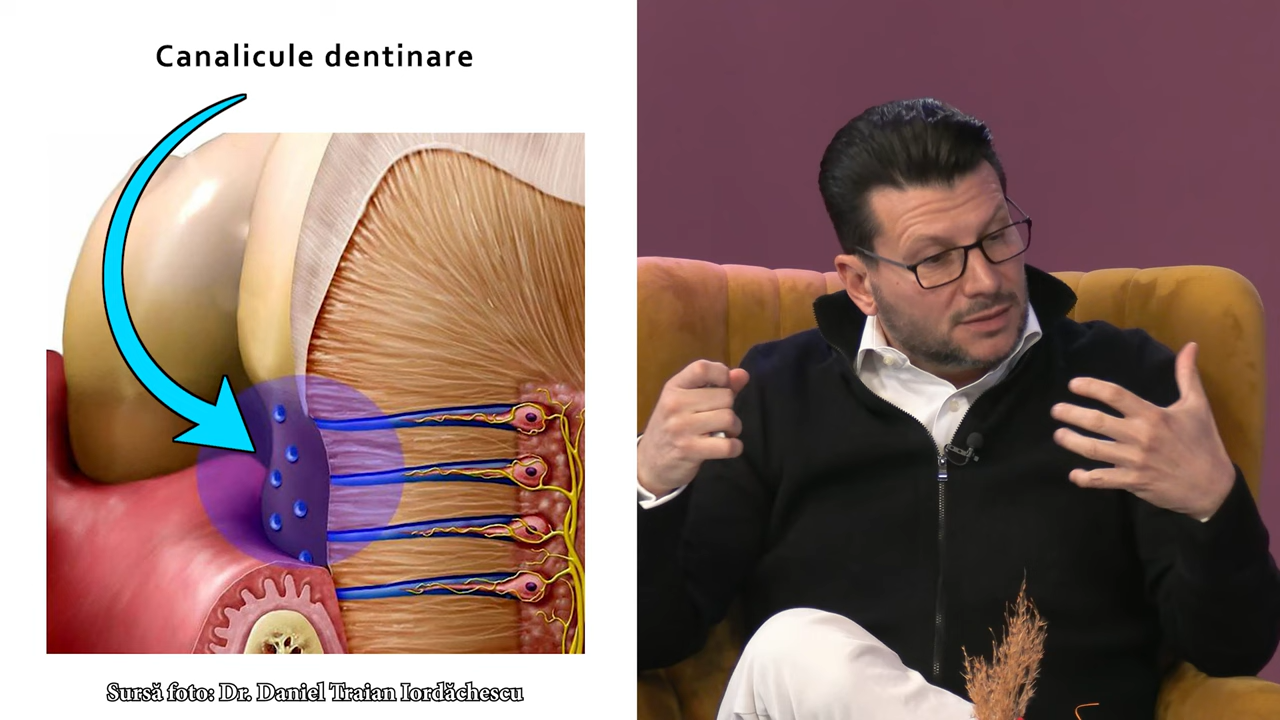 Canalicule dentinare
Sursă foto: Dr. Daniel Traian Iordăchescu